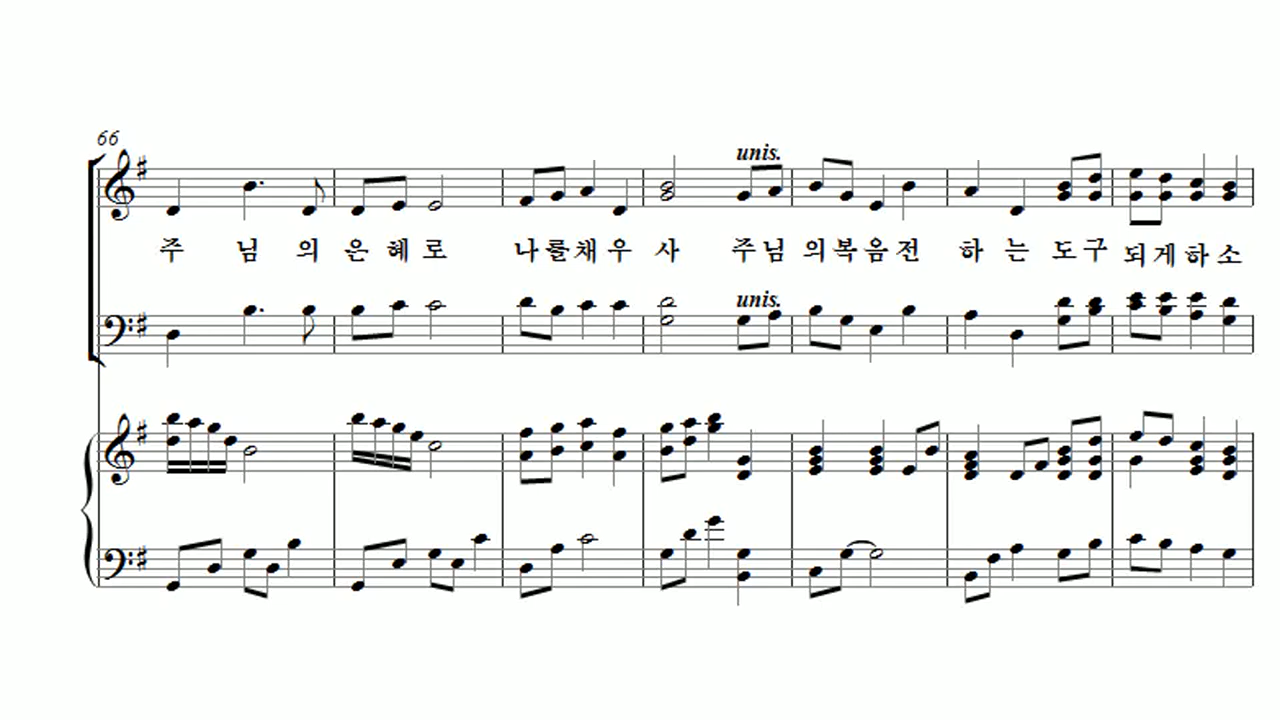 66
unis.
주 님 의 은 혜 로 나 를 채 우 사 주 님 의 복 음 전 하 는 도 구 되 게 하 소
unis.